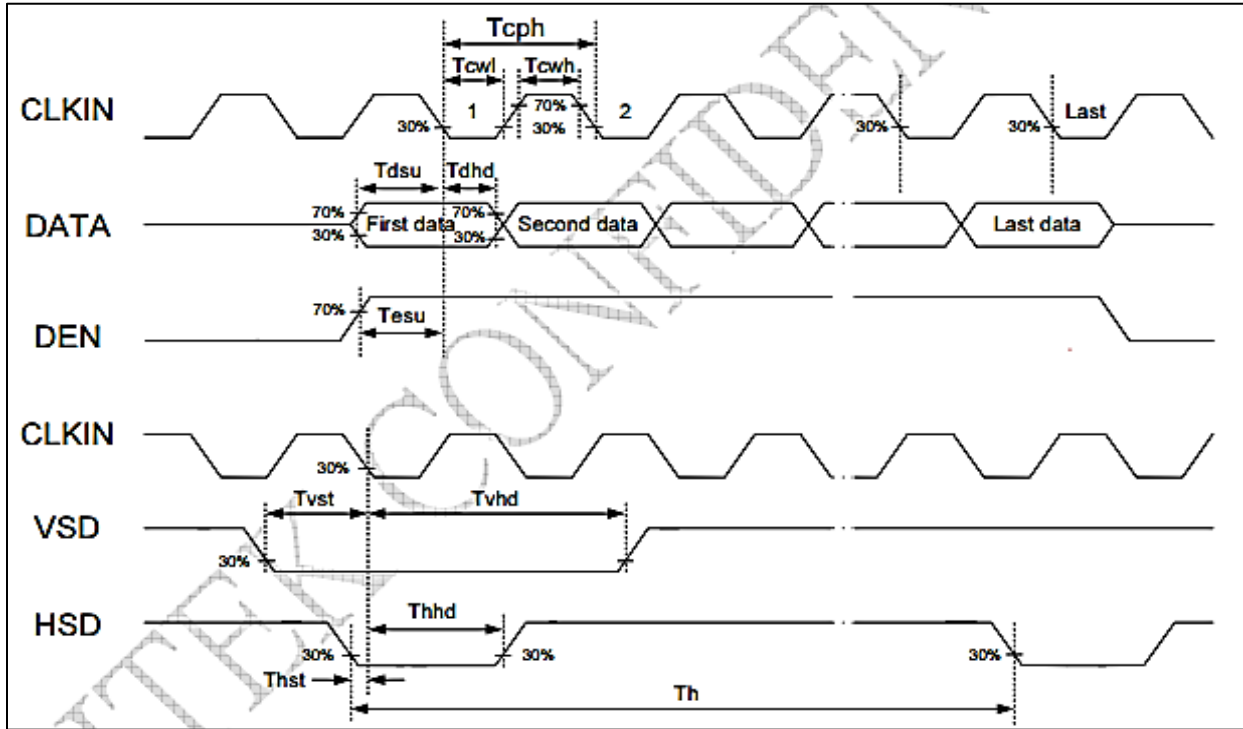 Tcph
Tcwl Tcwh
CLKIN 30% 1 70% 30% 2 30% 30% Last
Tdsu Tdhd
DATA 70% 30% First data 70% 30% Second data Last data
DEN 70% Tesu
CLKIN 30%
Tvst Tvhd
VSD 30%
Thhd
HSD 30% 30% 30%
Thst
Th
CONFIDEN